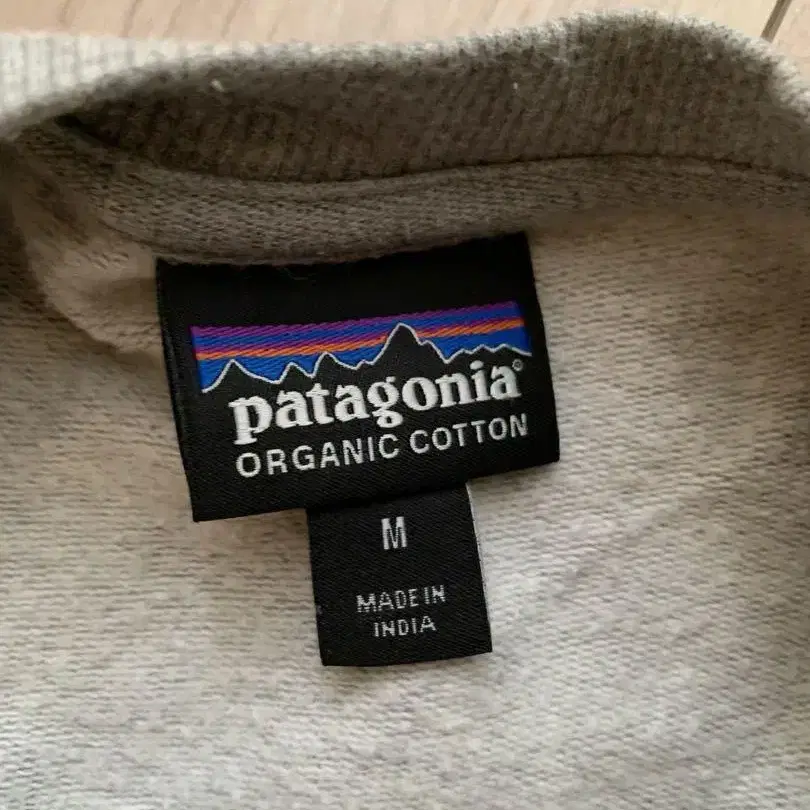 patagonia®
ORGANIC COTTON
M
MADE IN
INDIA